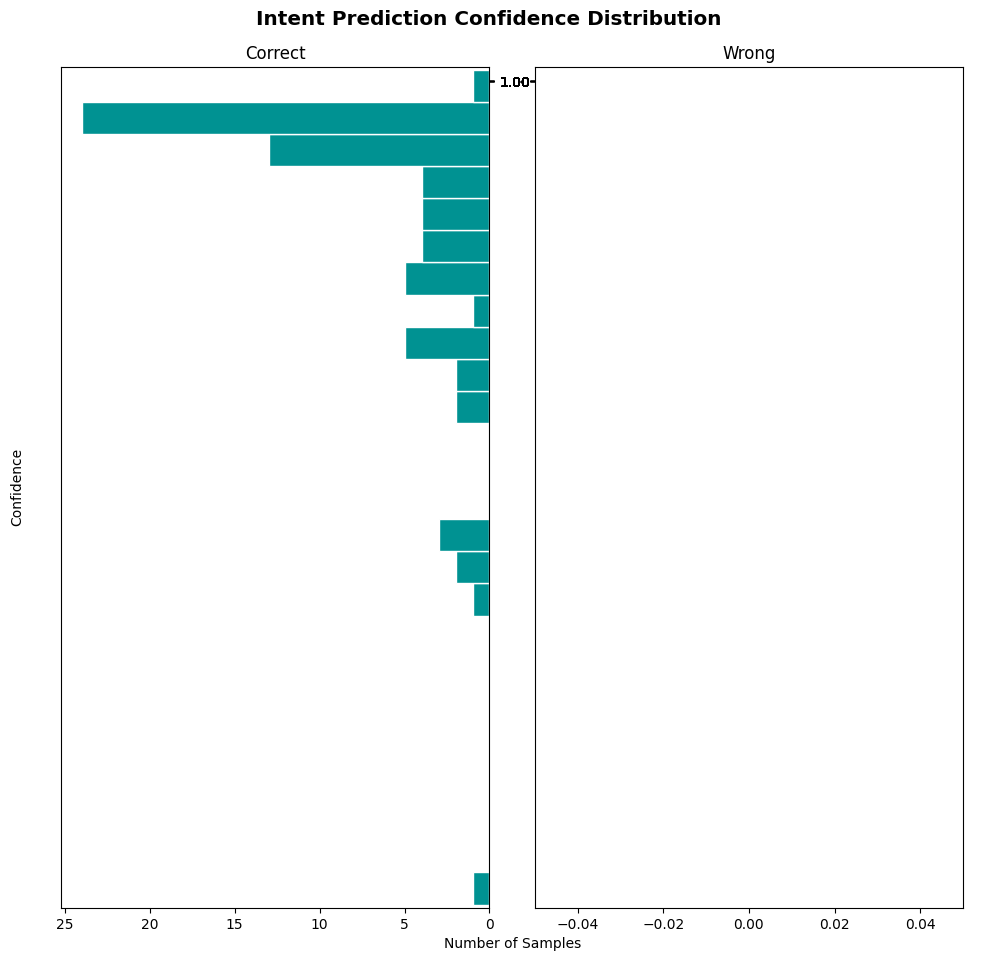 Intent Prediction Confidence Distribution
Correct
Wrong
1.00
Confidence
25 20 15 10 5 0
−0.04 −0.02 0.00 0.02 0.04
Number of Samples